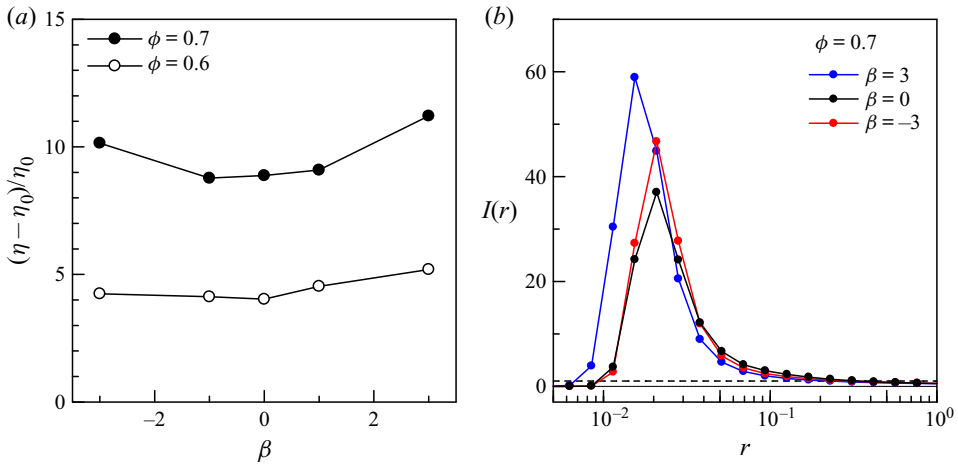 (a)
15
10
5
0
(η − η0)/η0
ϕ = 0.7
ϕ = 0.6
−2
0
2
β
(b)
60
40
20
0
I(r)
ϕ = 0.7
β = 3
β = 0
β = –3
10⁻²
10⁻¹
10⁰
r